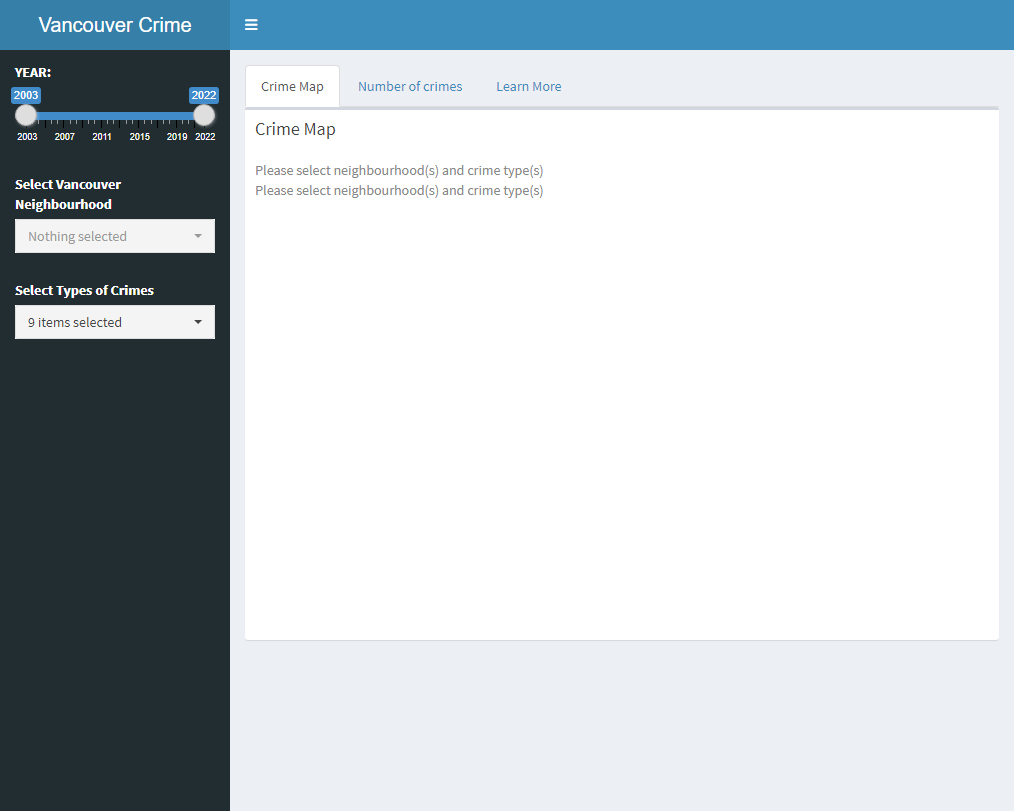 Vancouver Crime
YEAR:
2003 2022
2003 2007 2011 2015 2019 2022
Select Vancouver
Neighbourhood
Nothing selected
Select Types of Crimes
9 items selected
Crime Map Number of crimes Learn More
Crime Map
Please select neighbourhood(s) and crime type(s)
Please select neighbourhood(s) and crime type(s)